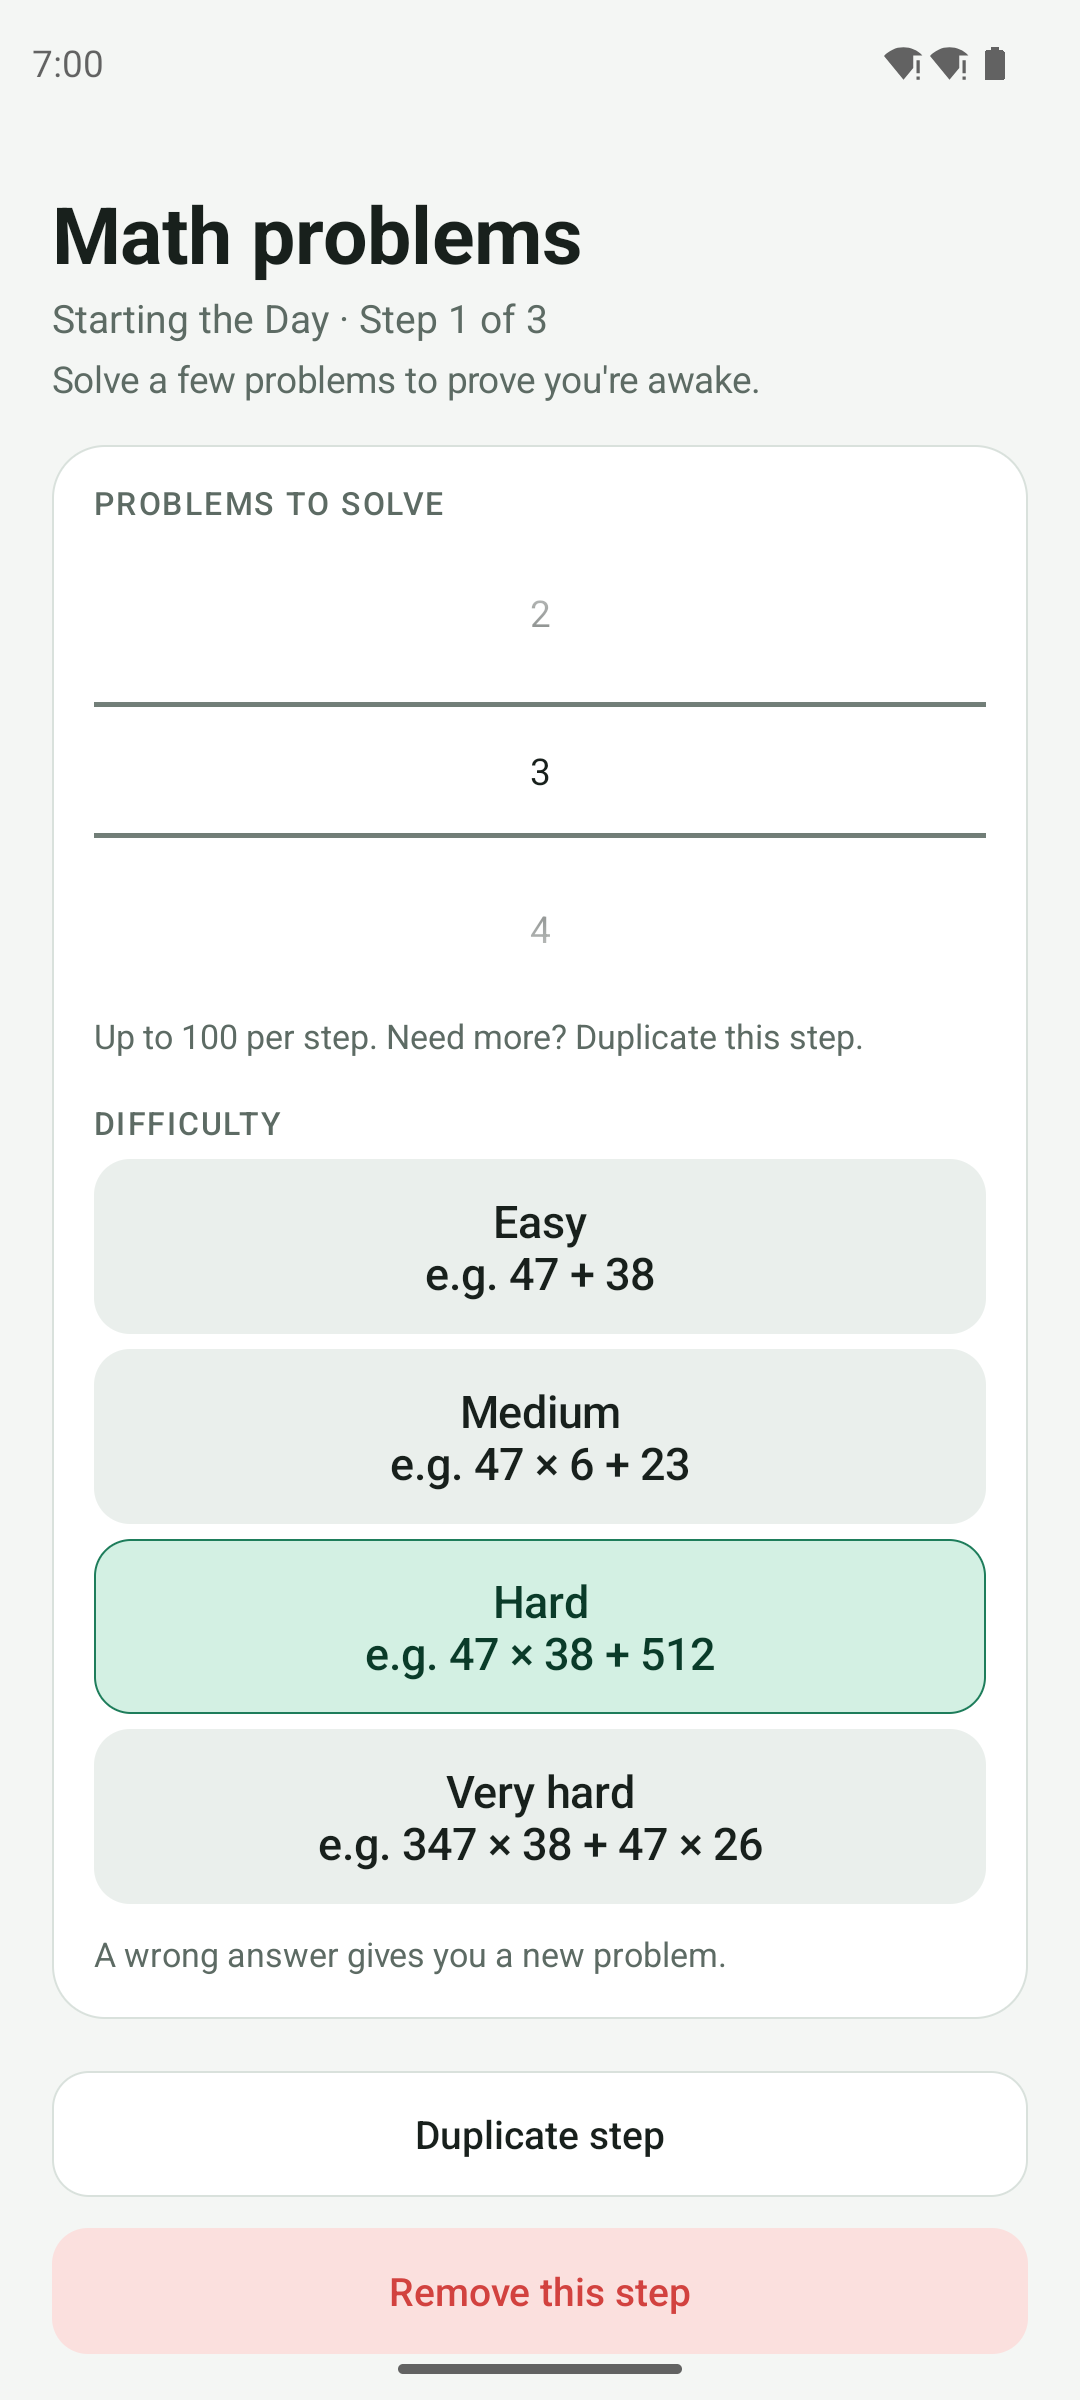 7:00
Math problems
Starting the Day · Step 1 of 3
Solve a few problems to prove you're awake.
PROBLEMS TO SOLVE
2
3
4
Up to 100 per step. Need more? Duplicate this step.
DIFFICULTY
Easy
e.g. 47 + 38
Medium
e.g. 47 × 6 + 23
Hard
e.g. 47 × 38 + 512
Very hard
e.g. 347 × 38 + 47 × 26
A wrong answer gives you a new problem.
Duplicate step
Remove this step